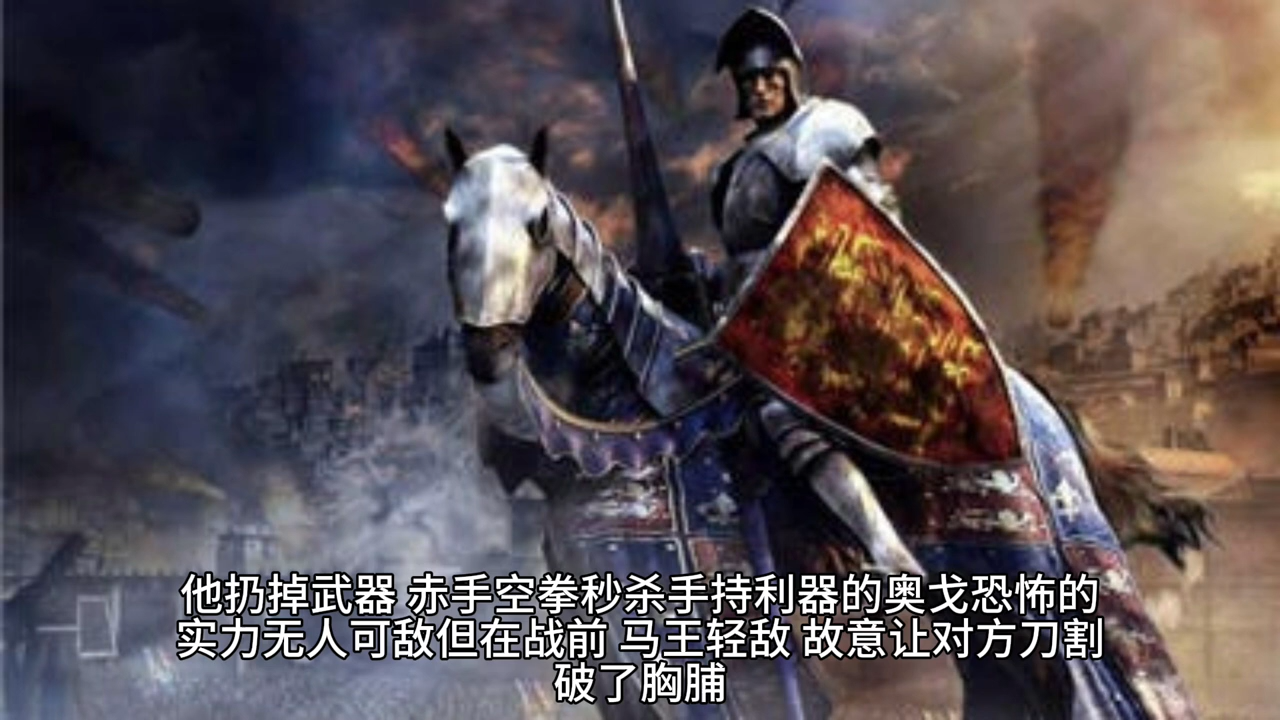 他扔掉武器 赤手空拳秒杀手持利器的奥戈恐怖的
实力无人可敌但在战前 马王轻敌 故意让对方刀割
破了胸脯